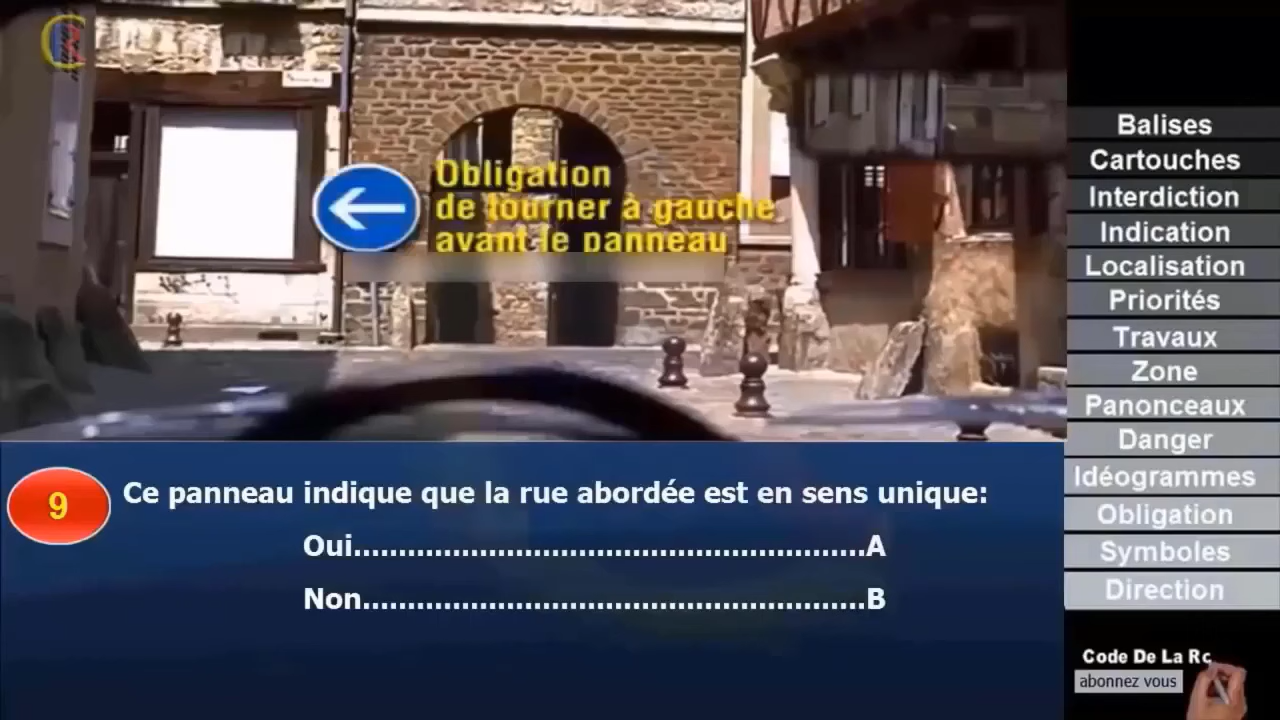 Obligation
de tourner à gauche
avant le panneau
9
Ce panneau indique que la rue abordée est en sens unique:
Oui.........................................................A
Non........................................................B
Balises
Cartouches
Interdiction
Indication
Localisation
Priorités
Travaux
Zone
Panonceaux
Danger
Idéogrammes
Obligation
Symboles
Direction
Code De La Rc
abonnez vous